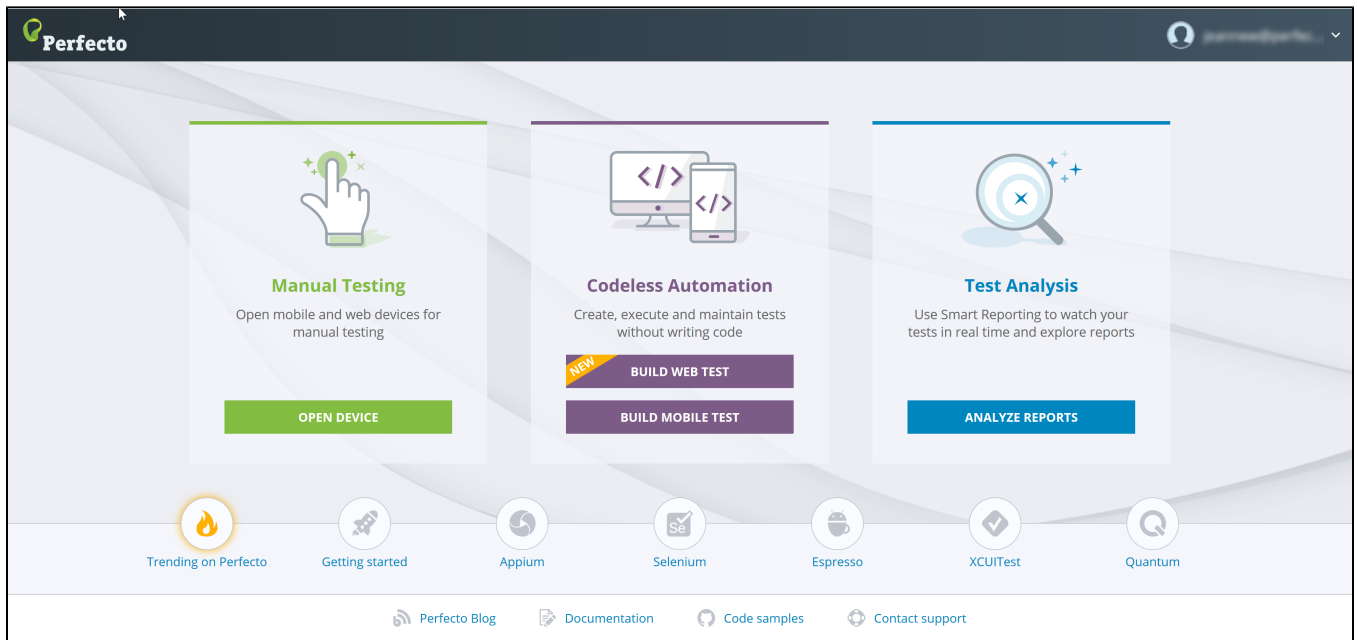 Perfecto
</>
</>
Manual Testing
Open mobile and web devices for
manual testing
OPEN DEVICE
Codeless Automation
Create, execute and maintain tests
without writing code
NEW
BUILD WEB TEST
BUILD MOBILE TEST
Test Analysis
Use Smart Reporting to watch your
tests in real time and explore reports
ANALYZE REPORTS
Se
Trending on Perfecto
Getting started
Appium
Selenium
Espresso
XCUITest
Quantum
Perfecto Blog
Documentation
Code samples
Contact support